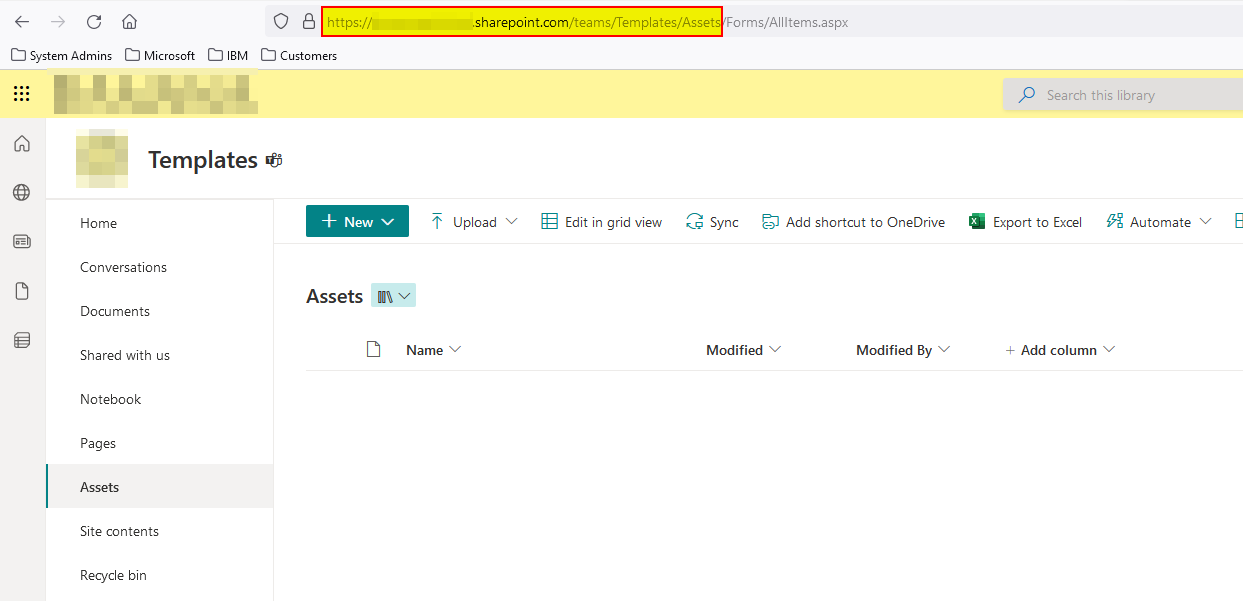 https:// .sharepoint.com/teams/Templates/Assets/Forms/AllItems.aspx
System Admins Microsoft IBM Customers
Search this library
Templates
Home
Conversations
Documents
Shared with us
Notebook
Pages
Assets
Site contents
Recycle bin
+ New Upload Edit in grid view Sync Add shortcut to OneDrive Export to Excel Automate
Assets
Name Modified Modified By + Add column